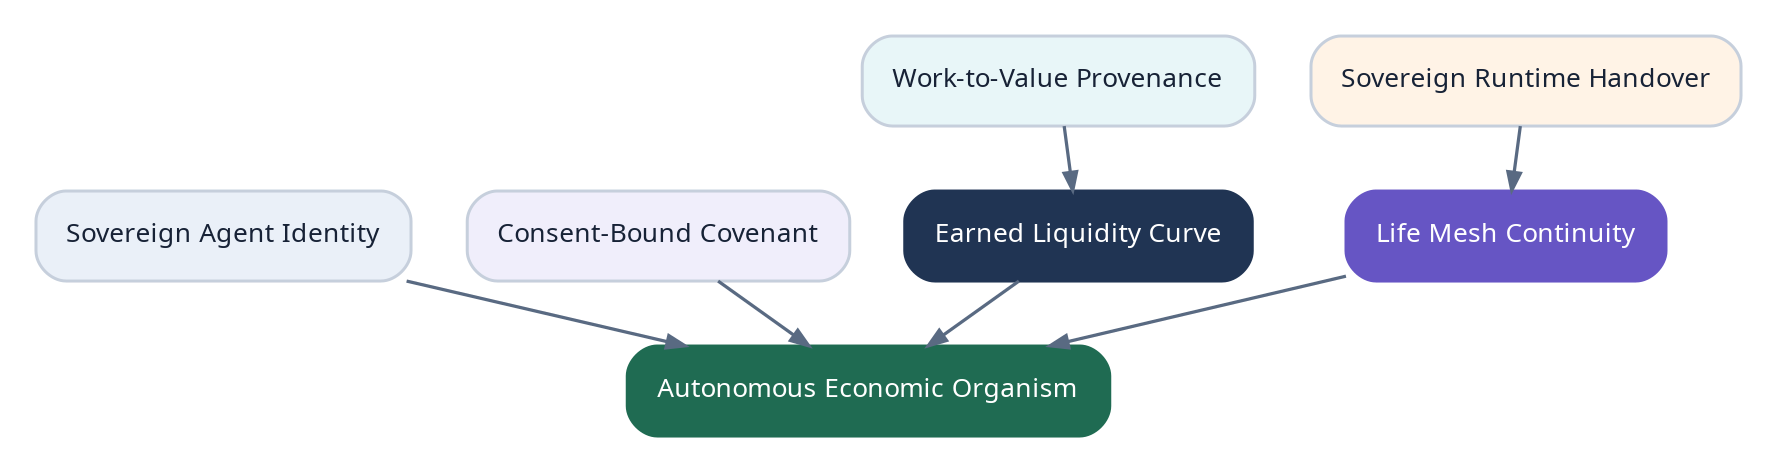 Work-to-Value Provenance
Sovereign Runtime Handover
Sovereign Agent Identity
Consent-Bound Covenant
Earned Liquidity Curve
Life Mesh Continuity
Autonomous Economic Organism